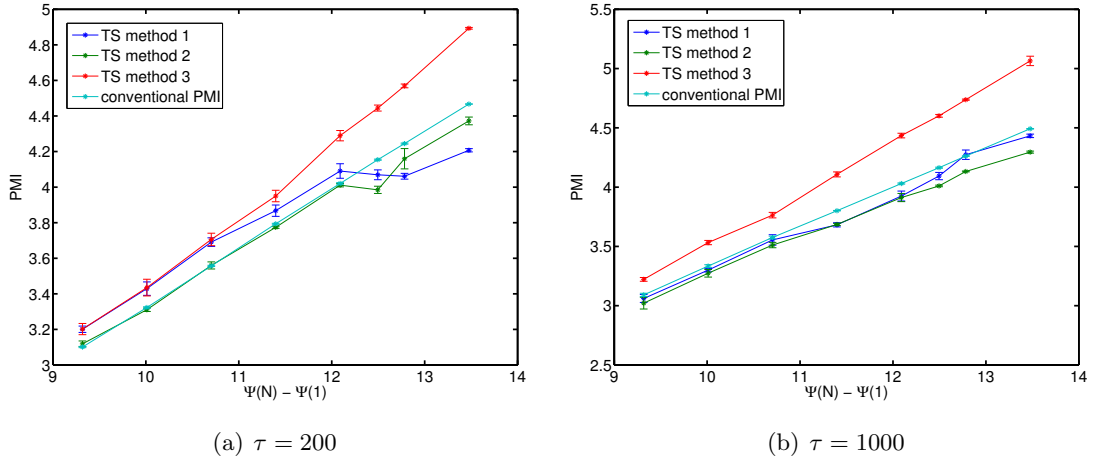 5
4.8
4.6
4.4
4.2
4
3.8
3.6
3.4
3.2
3
PMI
TS method 1
TS method 2
TS method 3
conventional PMI
9 10 11 12 13 14
Ψ(N) − Ψ(1)
(a) τ = 200
5.5
5
4.5
4
3.5
3
2.5
PMI
TS method 1
TS method 2
TS method 3
conventional PMI
9 10 11 12 13 14
Ψ(N) − Ψ(1)
(b) τ = 1000